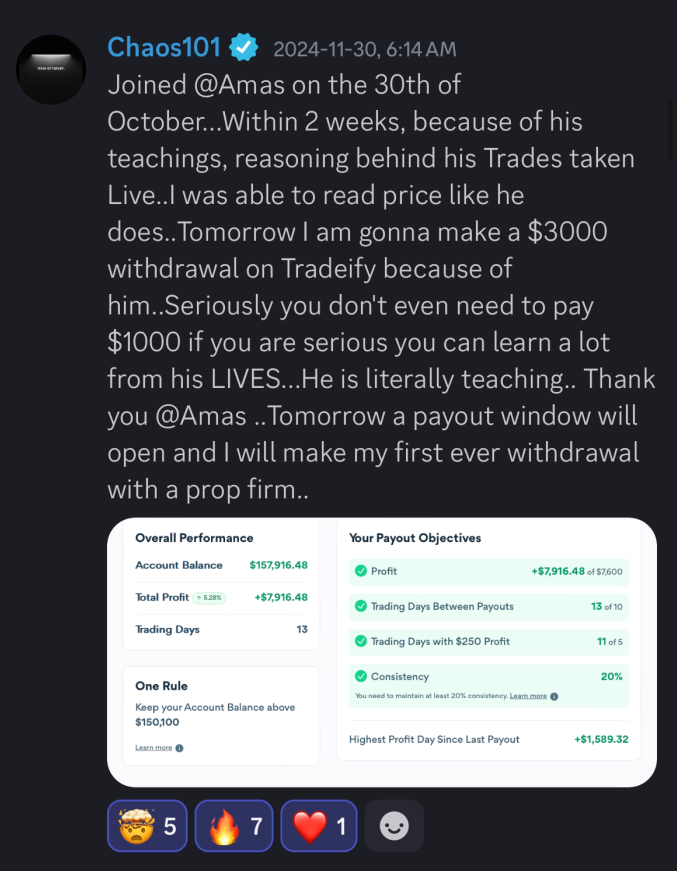 Chaos101 2024-11-30, 6:14 AM
Joined @Amas on the 30th of
October...Within 2 weeks, because of his
teachings, reasoning behind his Trades taken
Live..I was able to read price like he
does..Tomorrow I am gonna make a $3000
withdrawal on Tradeify because of
him..Seriously you don't even need to pay
$1000 if you are serious you can learn a lot
from his LIVES...He is literally teaching.. Thank
you @Amas ..Tomorrow a payout window will
open and I will make my first ever withdrawal
with a prop firm..
Overall Performance
Account Balance $157,916.48
Total Profit ↑ 5.28% +$7,916.48
Trading Days 13
One Rule
Keep your Account Balance above
$150,100
Learn more
Your Payout Objectives
Profit +$7,916.48 of $7,600
Trading Days Between Payouts 13 of 10
Trading Days with $250 Profit 11 of 5
Consistency 20%
You need to maintain at least 20% consistency. Learn more
Highest Profit Day Since Last Payout +$1,589.32
5 7 1